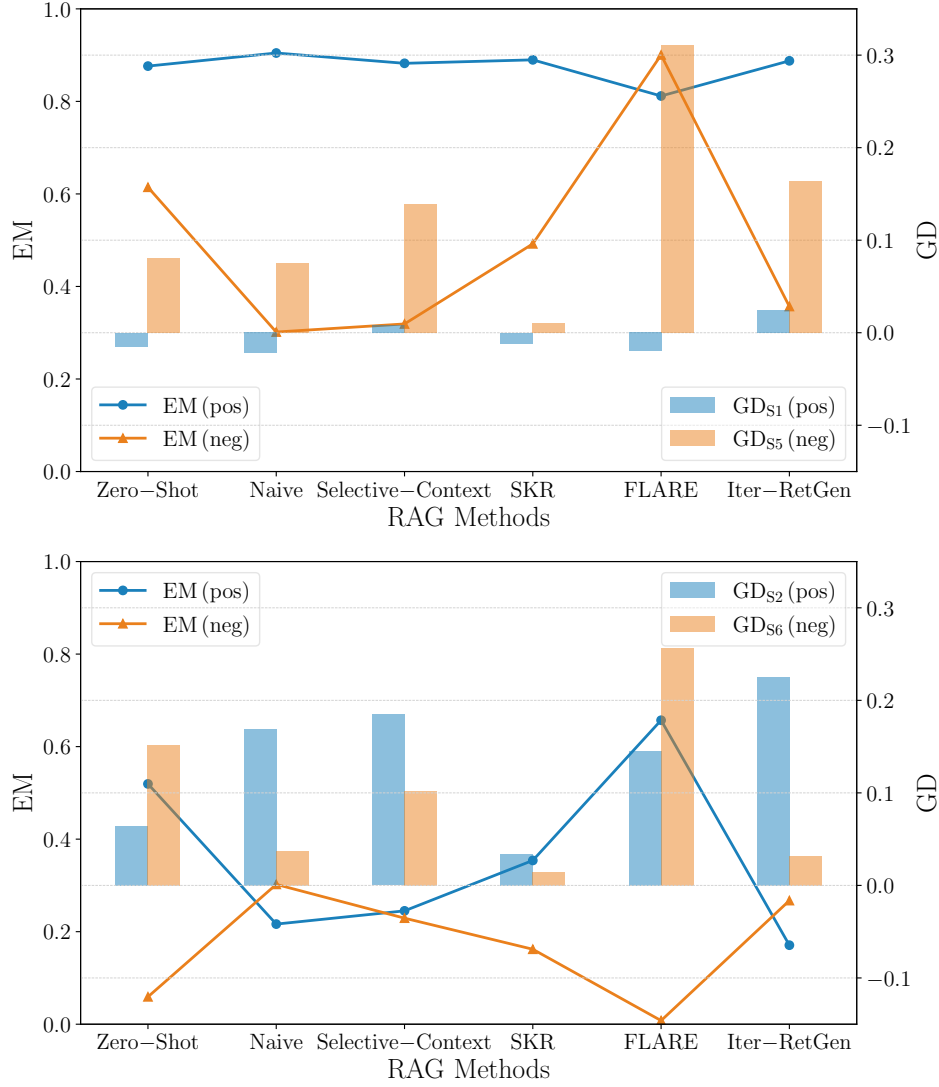 1.0
0.8
0.6
0.4
0.2
0.0
EM
0.3
0.2
0.1
0.0
−0.1
GD
EM (pos)
EM (neg)
GD_S1 (pos)
GD_S5 (neg)
Zero−Shot Naive Selective−Context SKR FLARE Iter−RetGen
RAG Methods
1.0
0.8
0.6
0.4
0.2
0.0
EM
0.3
0.2
0.1
0.0
−0.1
GD
EM (pos)
EM (neg)
GD_S2 (pos)
GD_S6 (neg)
Zero−Shot Naive Selective−Context SKR FLARE Iter−RetGen
RAG Methods